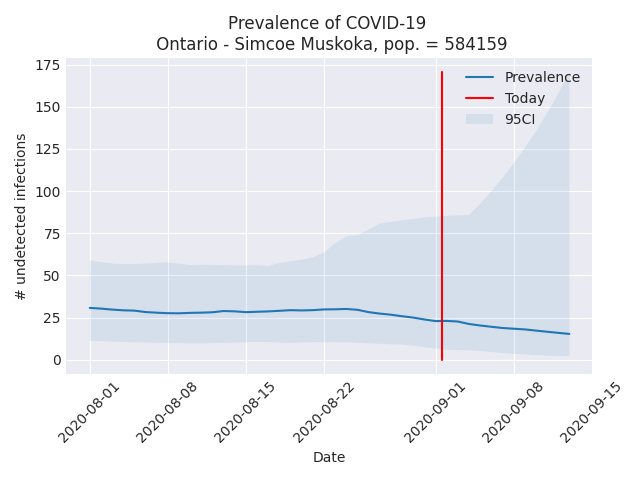 Prevalence of COVID-19
Ontario - Simcoe Muskoka, pop. = 584159
175
150
125
100
75
50
25
0
# undetected infections
Prevalence
Today
95CI
2020-08-01
2020-08-08
2020-08-15
2020-08-22
2020-09-01
2020-09-08
2020-09-15
Date